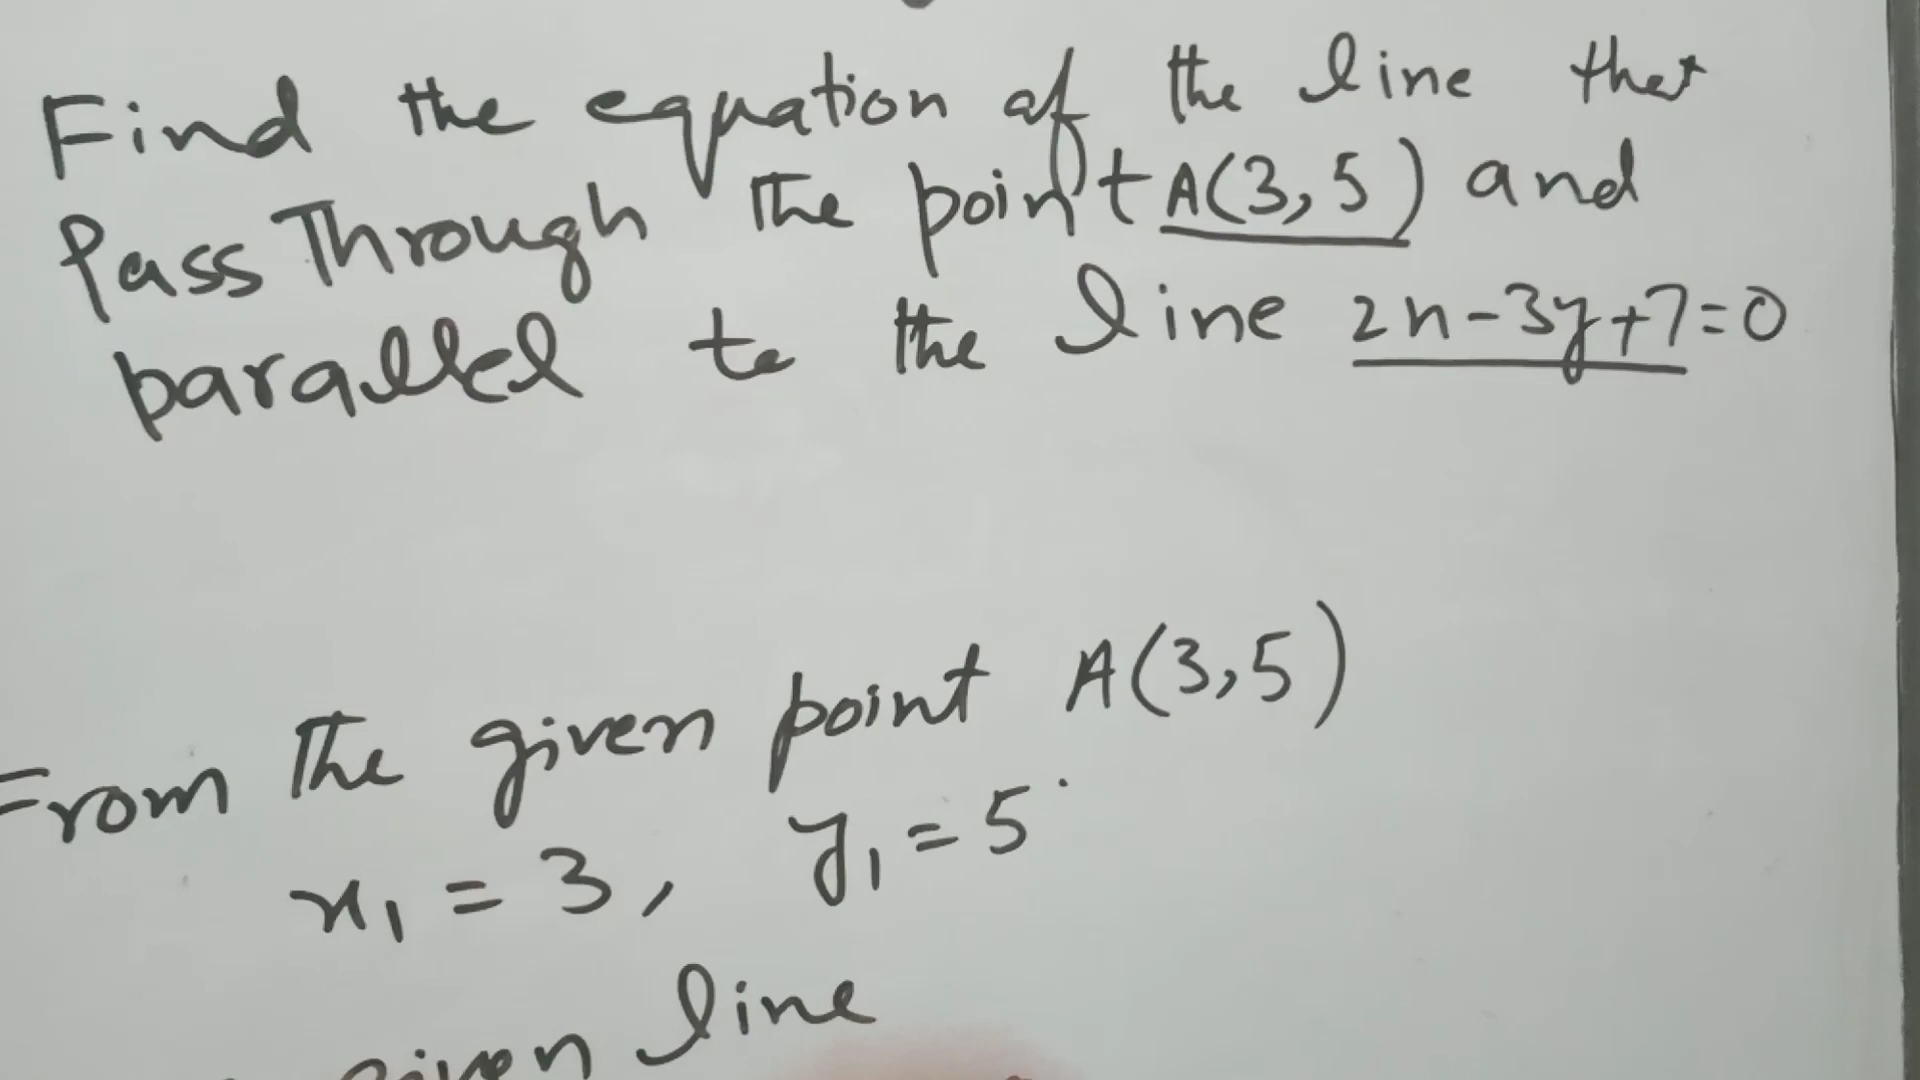 Find the equation of the line that
Pass Through the point A(3,5) and
parallel to the line 2x-3y+7=0
From the given point A(3,5)
x₁ = 3, y₁ = 5
given line